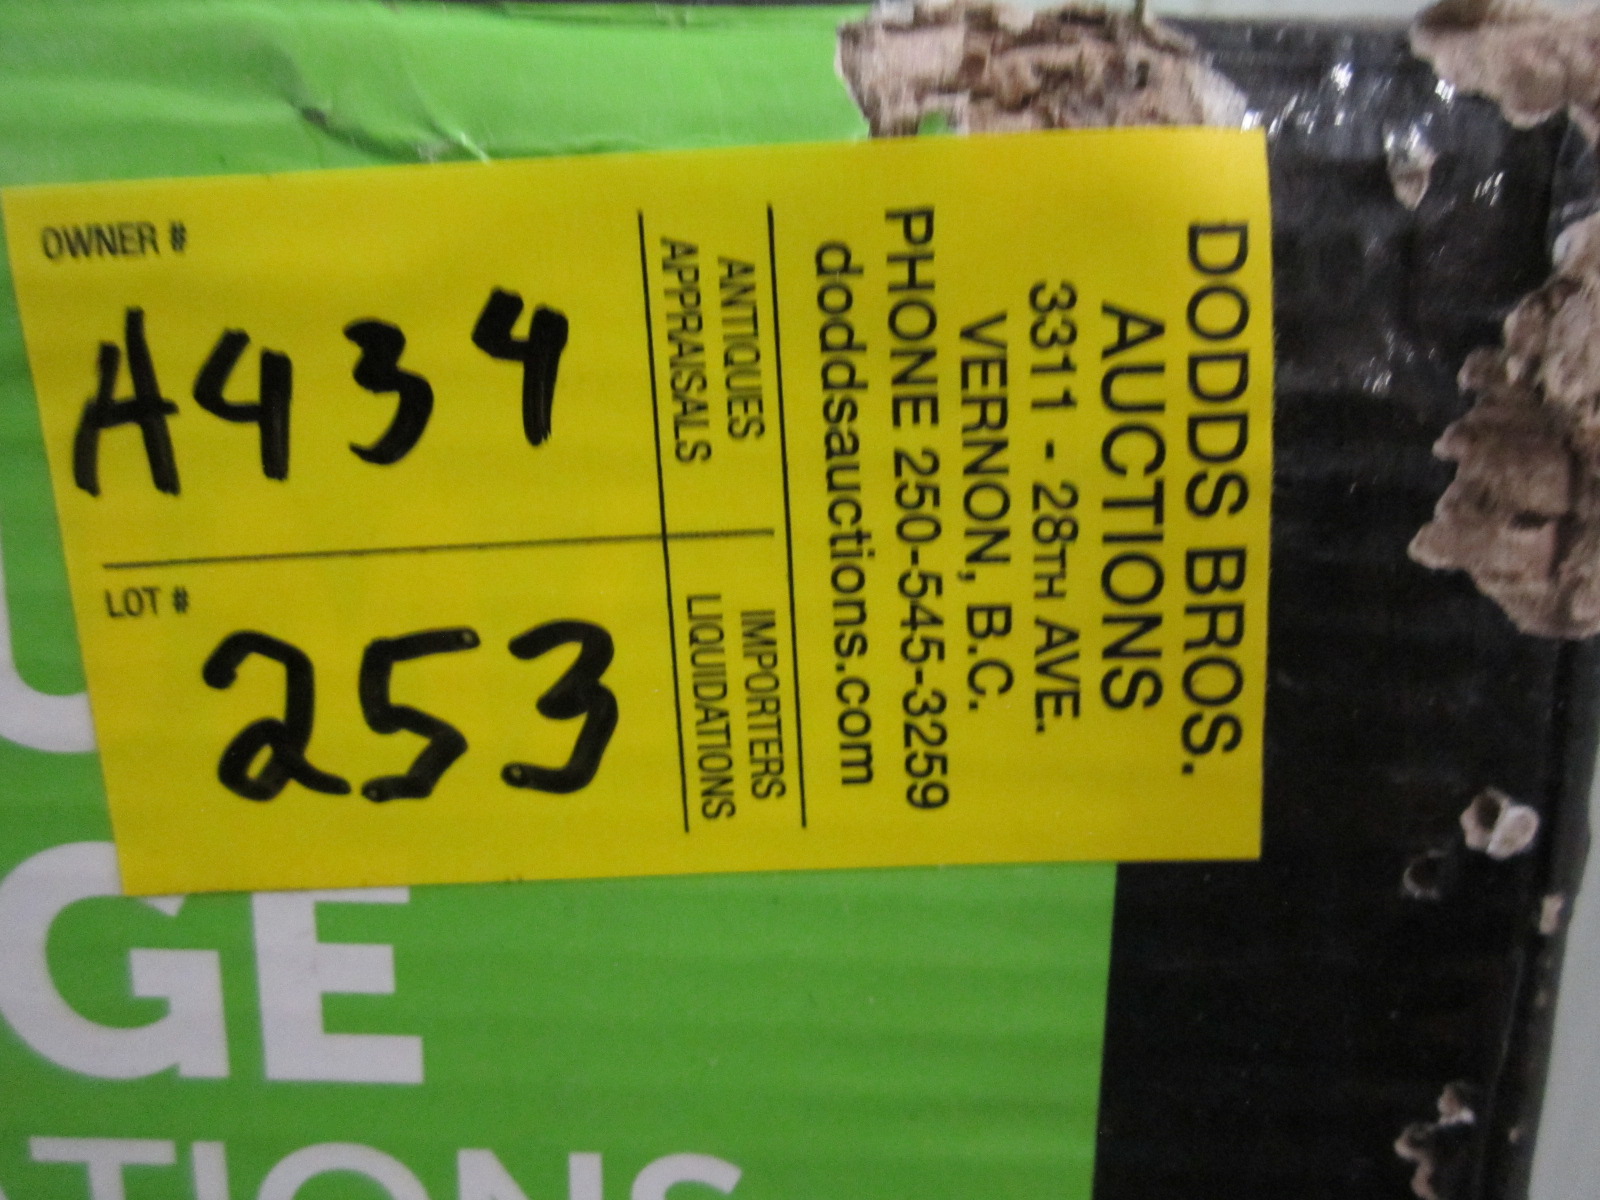 DODDS BROS.
AUCTIONS
3311 - 28TH AVE.
VERNON, B.C.
PHONE 250-545-3259
doddsauctions.com
ANTIQUES
APPRAISALS
IMPORTERS
LIQUIDATIONS
OWNER #
A434
LOT #
253
GE